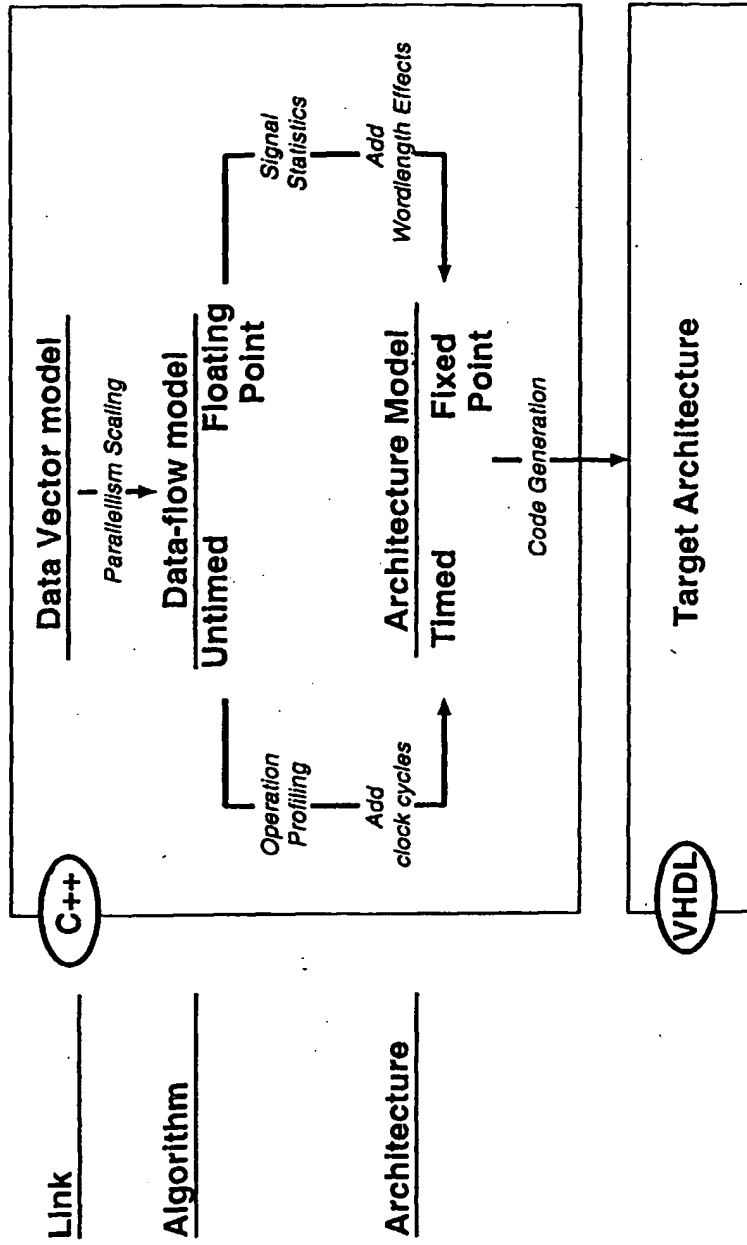 Link
Algorithm
Architecture
C++
Data Vector model
Parallellism Scaling
Data-flow model
Untimed
Floating
Point
Operation
Profiling
Add
clock cycles
Signal
Statistics
Add
Wordlength Effects
Architecture Model
Timed
Fixed
Point
Code Generation
VHDL
Target Architecture